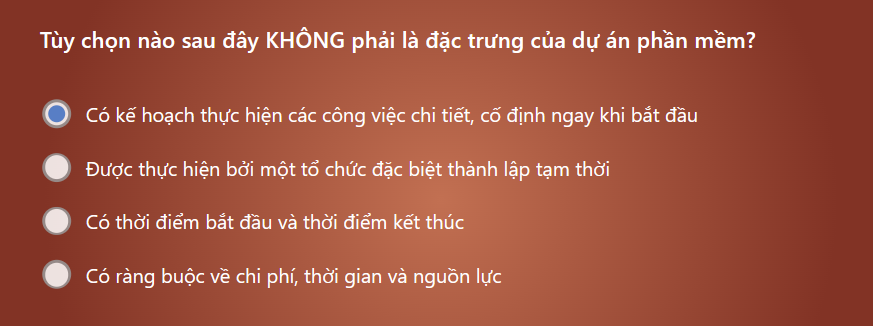 Tùy chọn nào sau đây KHÔNG phải là đặc trưng của dự án phần mềm?
Có kế hoạch thực hiện các công việc chi tiết, cố định ngay khi bắt đầu
Được thực hiện bởi một tổ chức đặc biệt thành lập tạm thời
Có thời điểm bắt đầu và thời điểm kết thúc
Có ràng buộc về chi phí, thời gian và nguồn lực